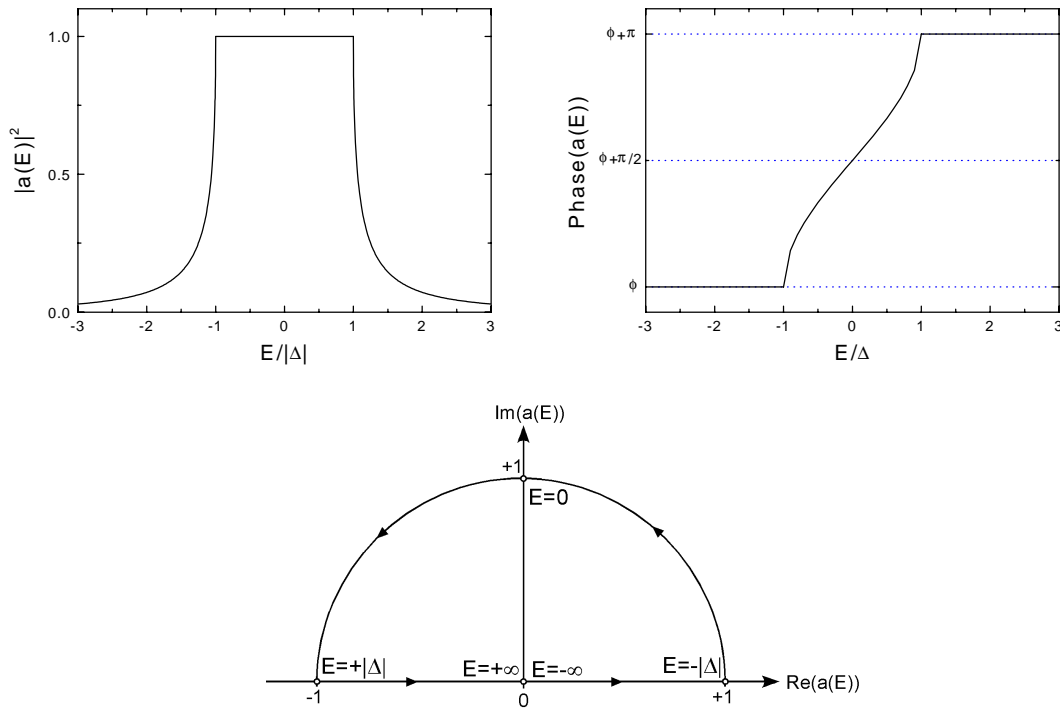 1.0
0.5
0.0
|a(E)|²
-3 -2 -1 0 1 2 3
E/|Δ|
ϕ+π
ϕ+π/2
ϕ
Phase(a(E))
-3 -2 -1 0 1 2 3
E/Δ
Im(a(E))
+1
E=0
E=+|Δ| E=+∞ E=-∞ E=-|Δ|
Re(a(E))
-1 0 +1